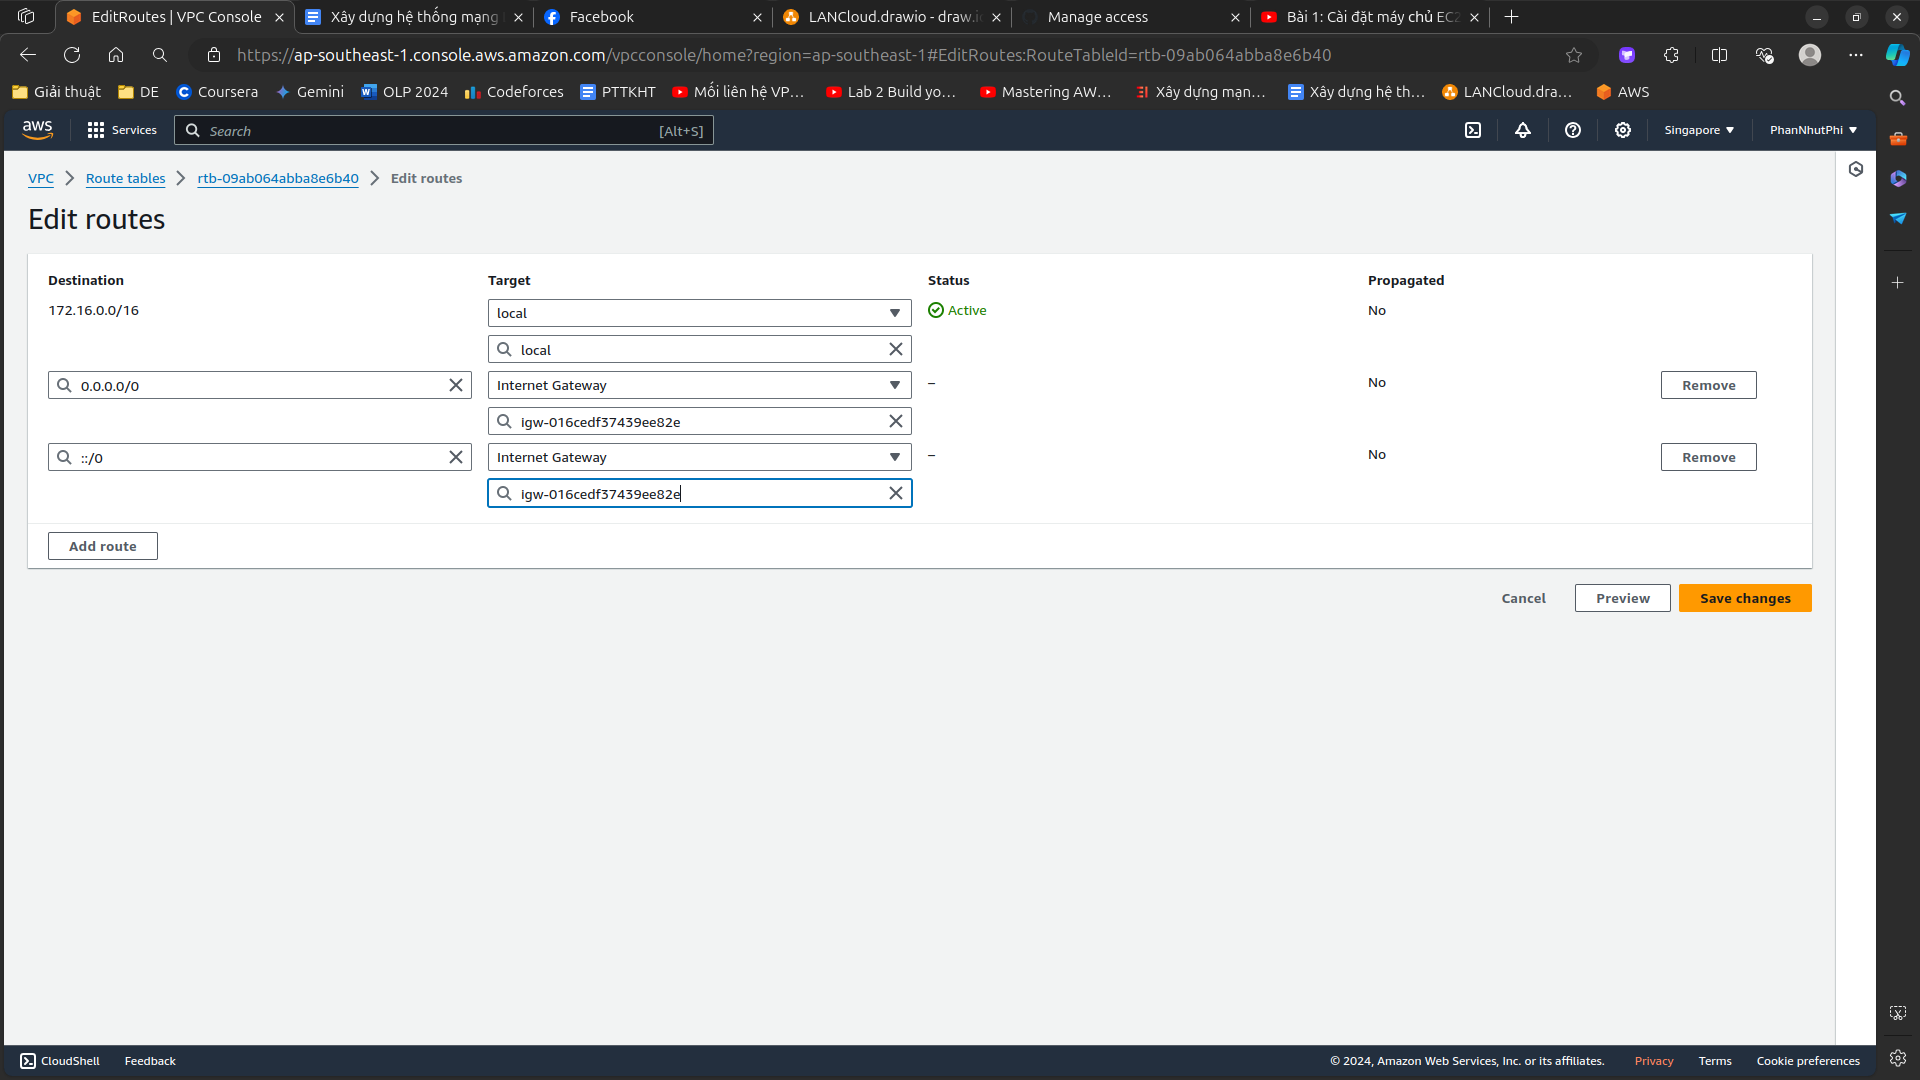 EditRoutes | VPC Console
Xây dựng hệ thống mạng
Facebook
LANCloud.drawio - draw.i
Manage access
Bài 1: Cài đặt máy chủ EC2
https://ap-southeast-1.console.aws.amazon.com/vpcconsole/home?region=ap-southeast-1#EditRoutes:RouteTableId=rtb-09ab064abba8e6b40
Giải thuật
DE
Coursera
Gemini
OLP 2024
Codeforces
PTTKHT
Mối liên hệ VP...
Lab 2 Build yo...
Mastering AW...
Xây dựng mạn...
Xây dựng hệ th...
LANCloud.dra...
AWS
aws
Services
Search
[Alt+S]
Singapore
PhanNhutPhi
VPC
Route tables
rtb-09ab064abba8e6b40
Edit routes
Edit routes
Destination Target Status Propagated
172.16.0.0/16 local Active No
local
0.0.0.0/0 Internet Gateway – No Remove
igw-016cedf37439ee82e
::/0 Internet Gateway – No Remove
igw-016cedf37439ee82e
Add route
Cancel Preview Save changes
CloudShell Feedback © 2024, Amazon Web Services, Inc. or its affiliates. Privacy Terms Cookie preferences